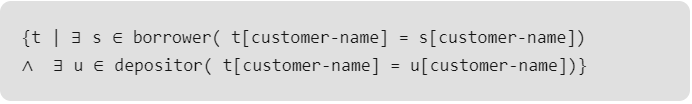 {t | ∃ s ∈ borrower( t[customer-name] = s[customer-name])
∧  ∃ u ∈ depositor( t[customer-name] = u[customer-name])}